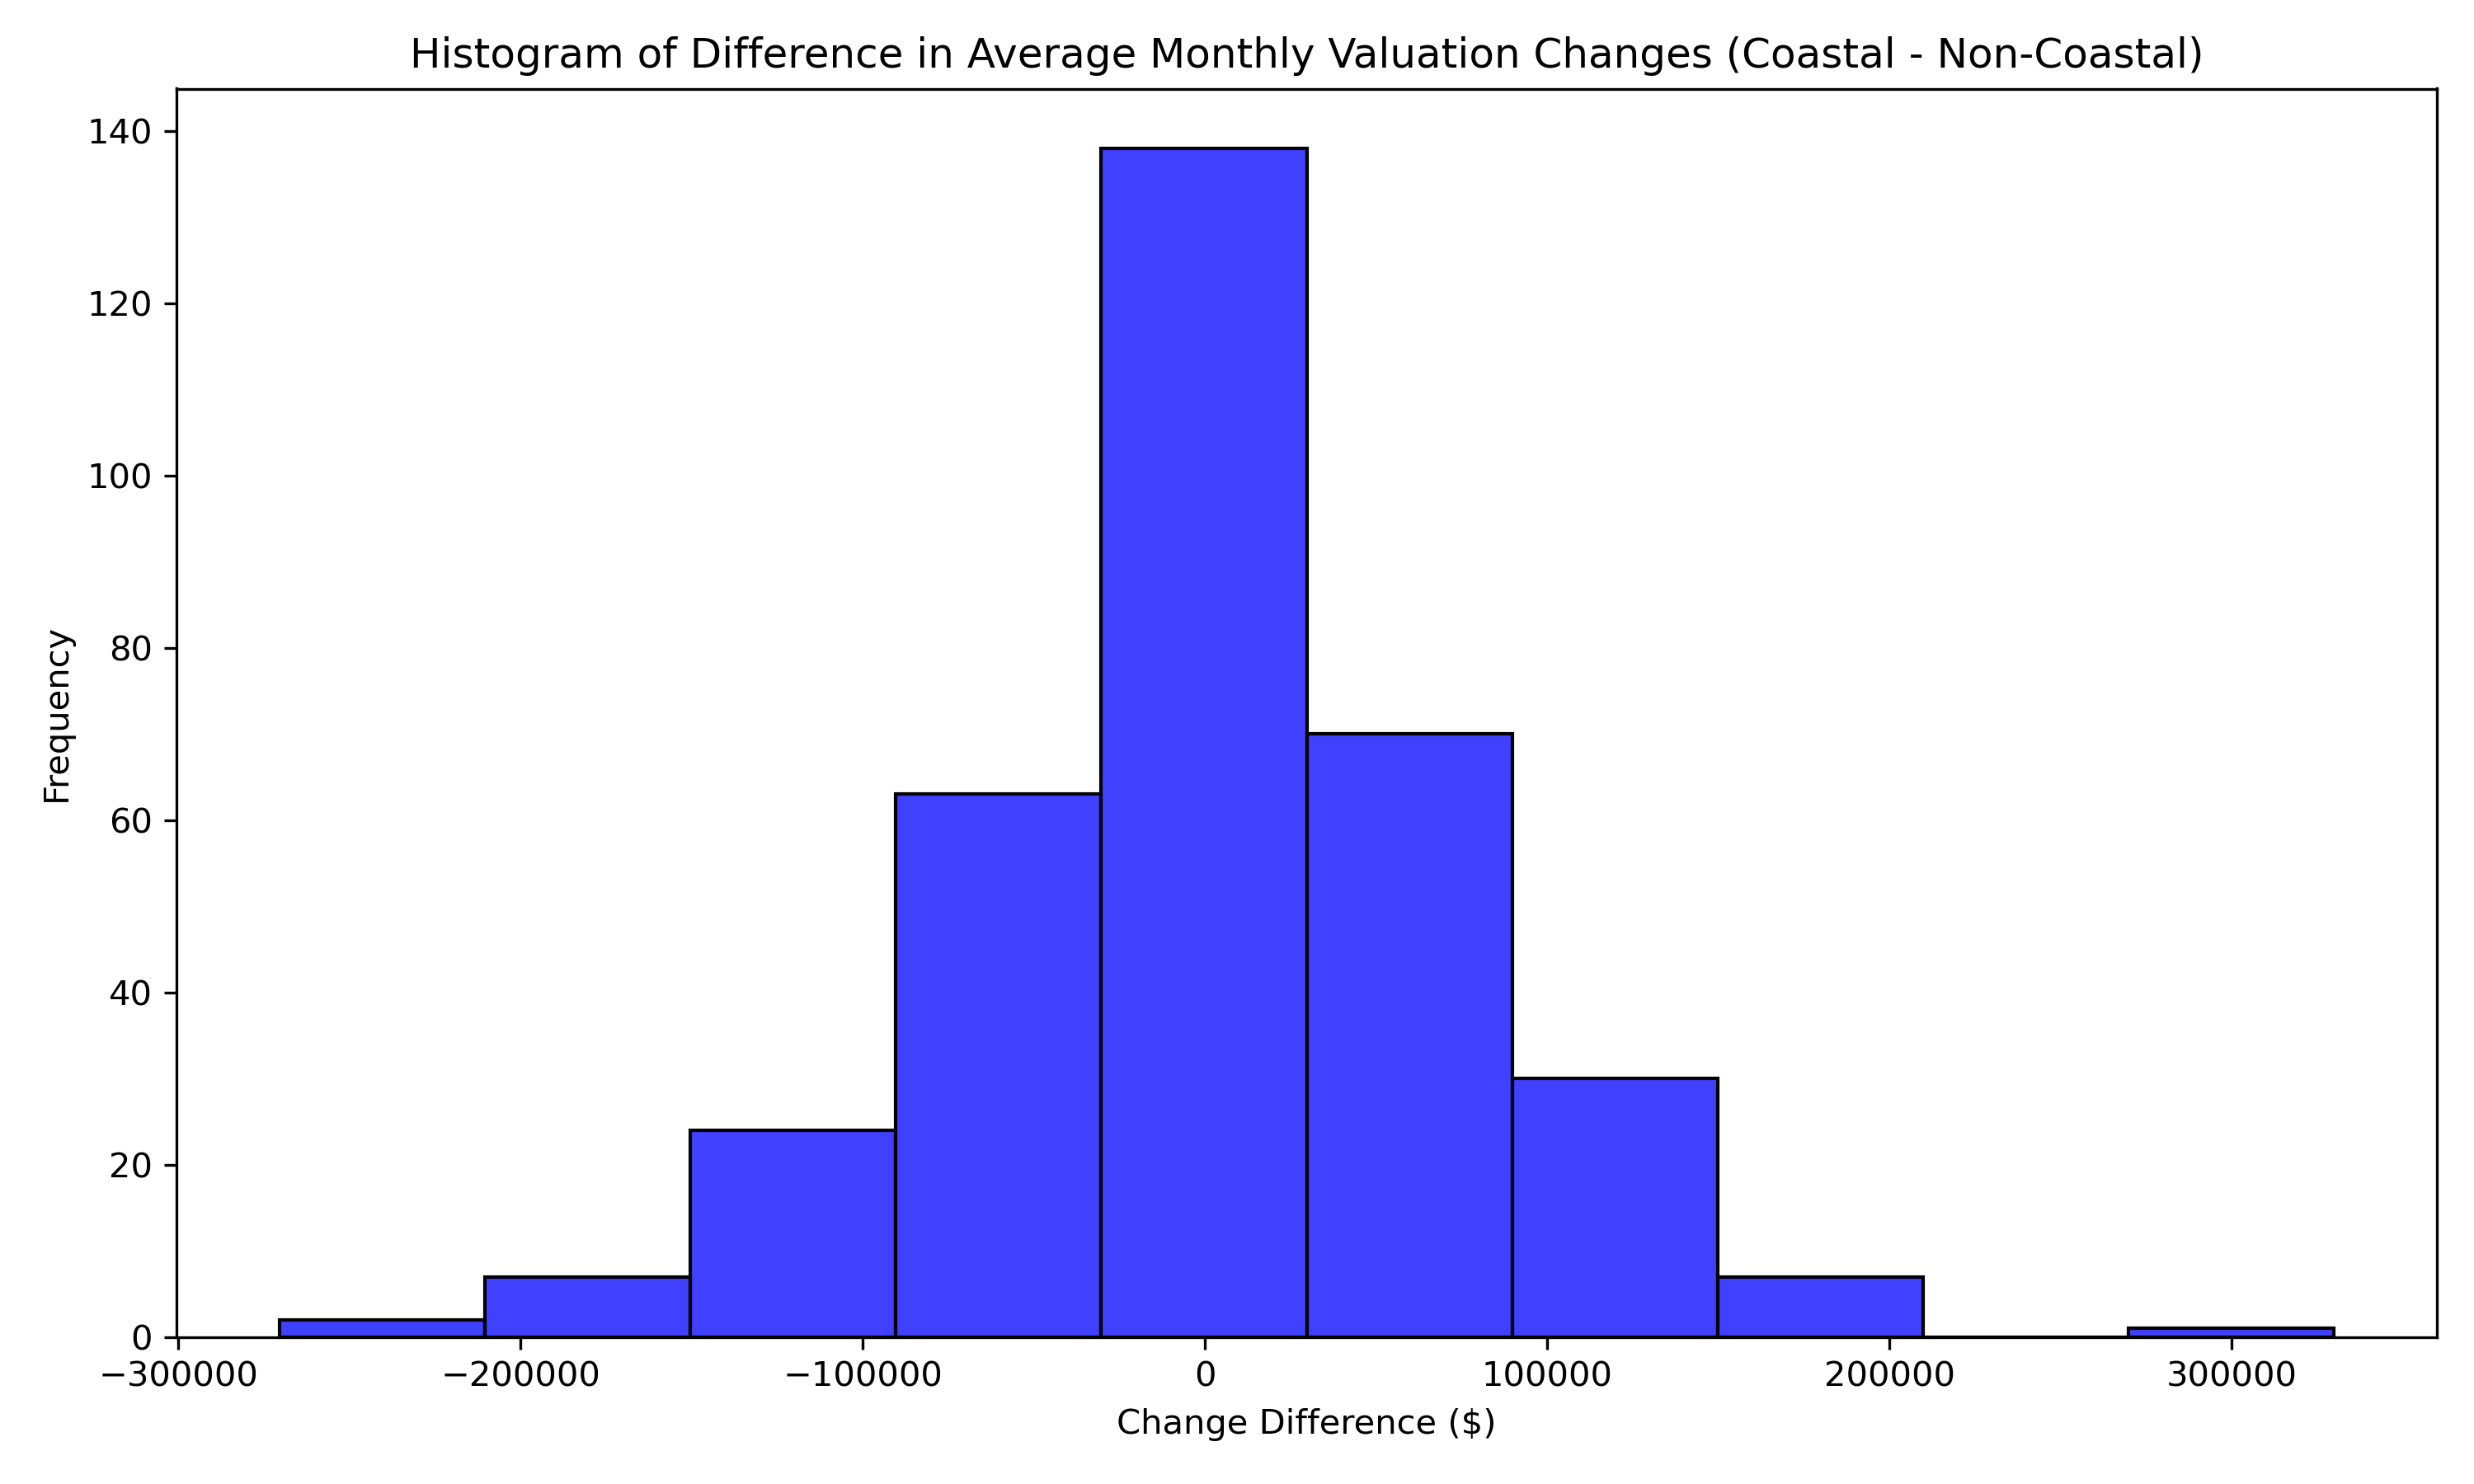 Histogram of Difference in Average Monthly Valuation Changes (Coastal - Non-Coastal)
140
120
100
80
60
40
20
0
Frequency
−300000 −200000 −100000 0 100000 200000 300000
Change Difference ($)